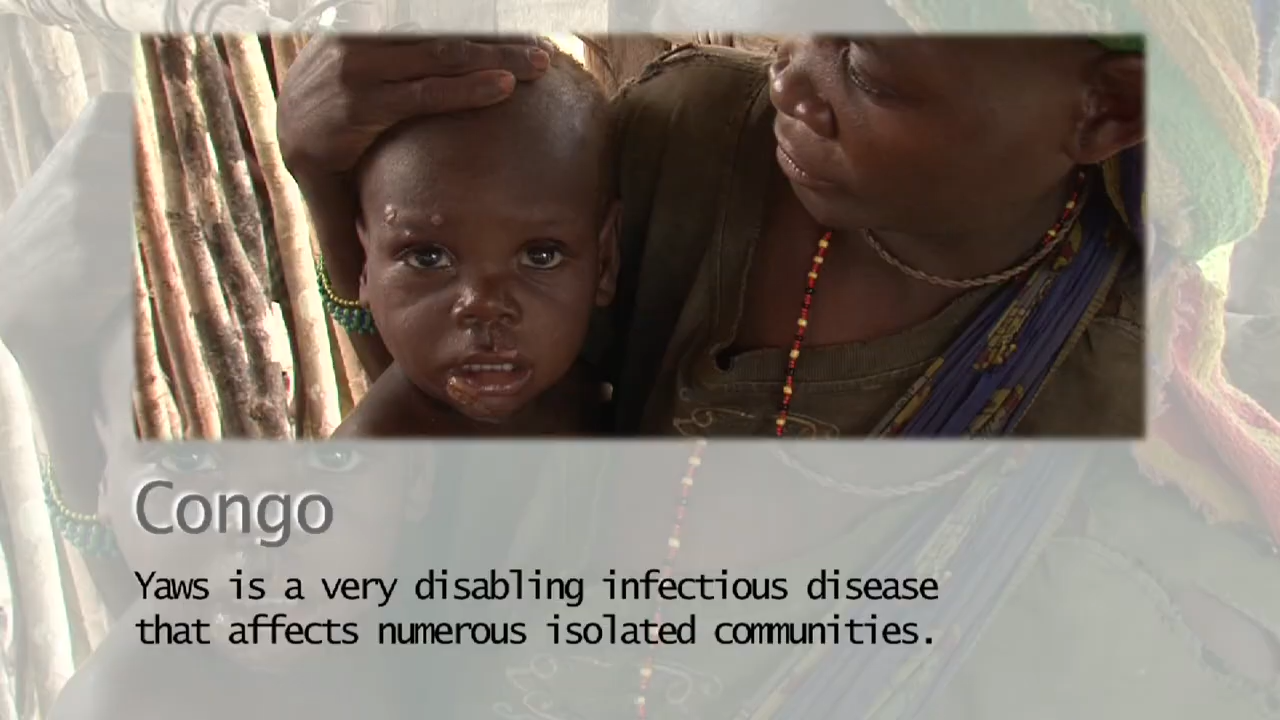 Congo
Yaws is a very disabling infectious disease
that affects numerous isolated communities.